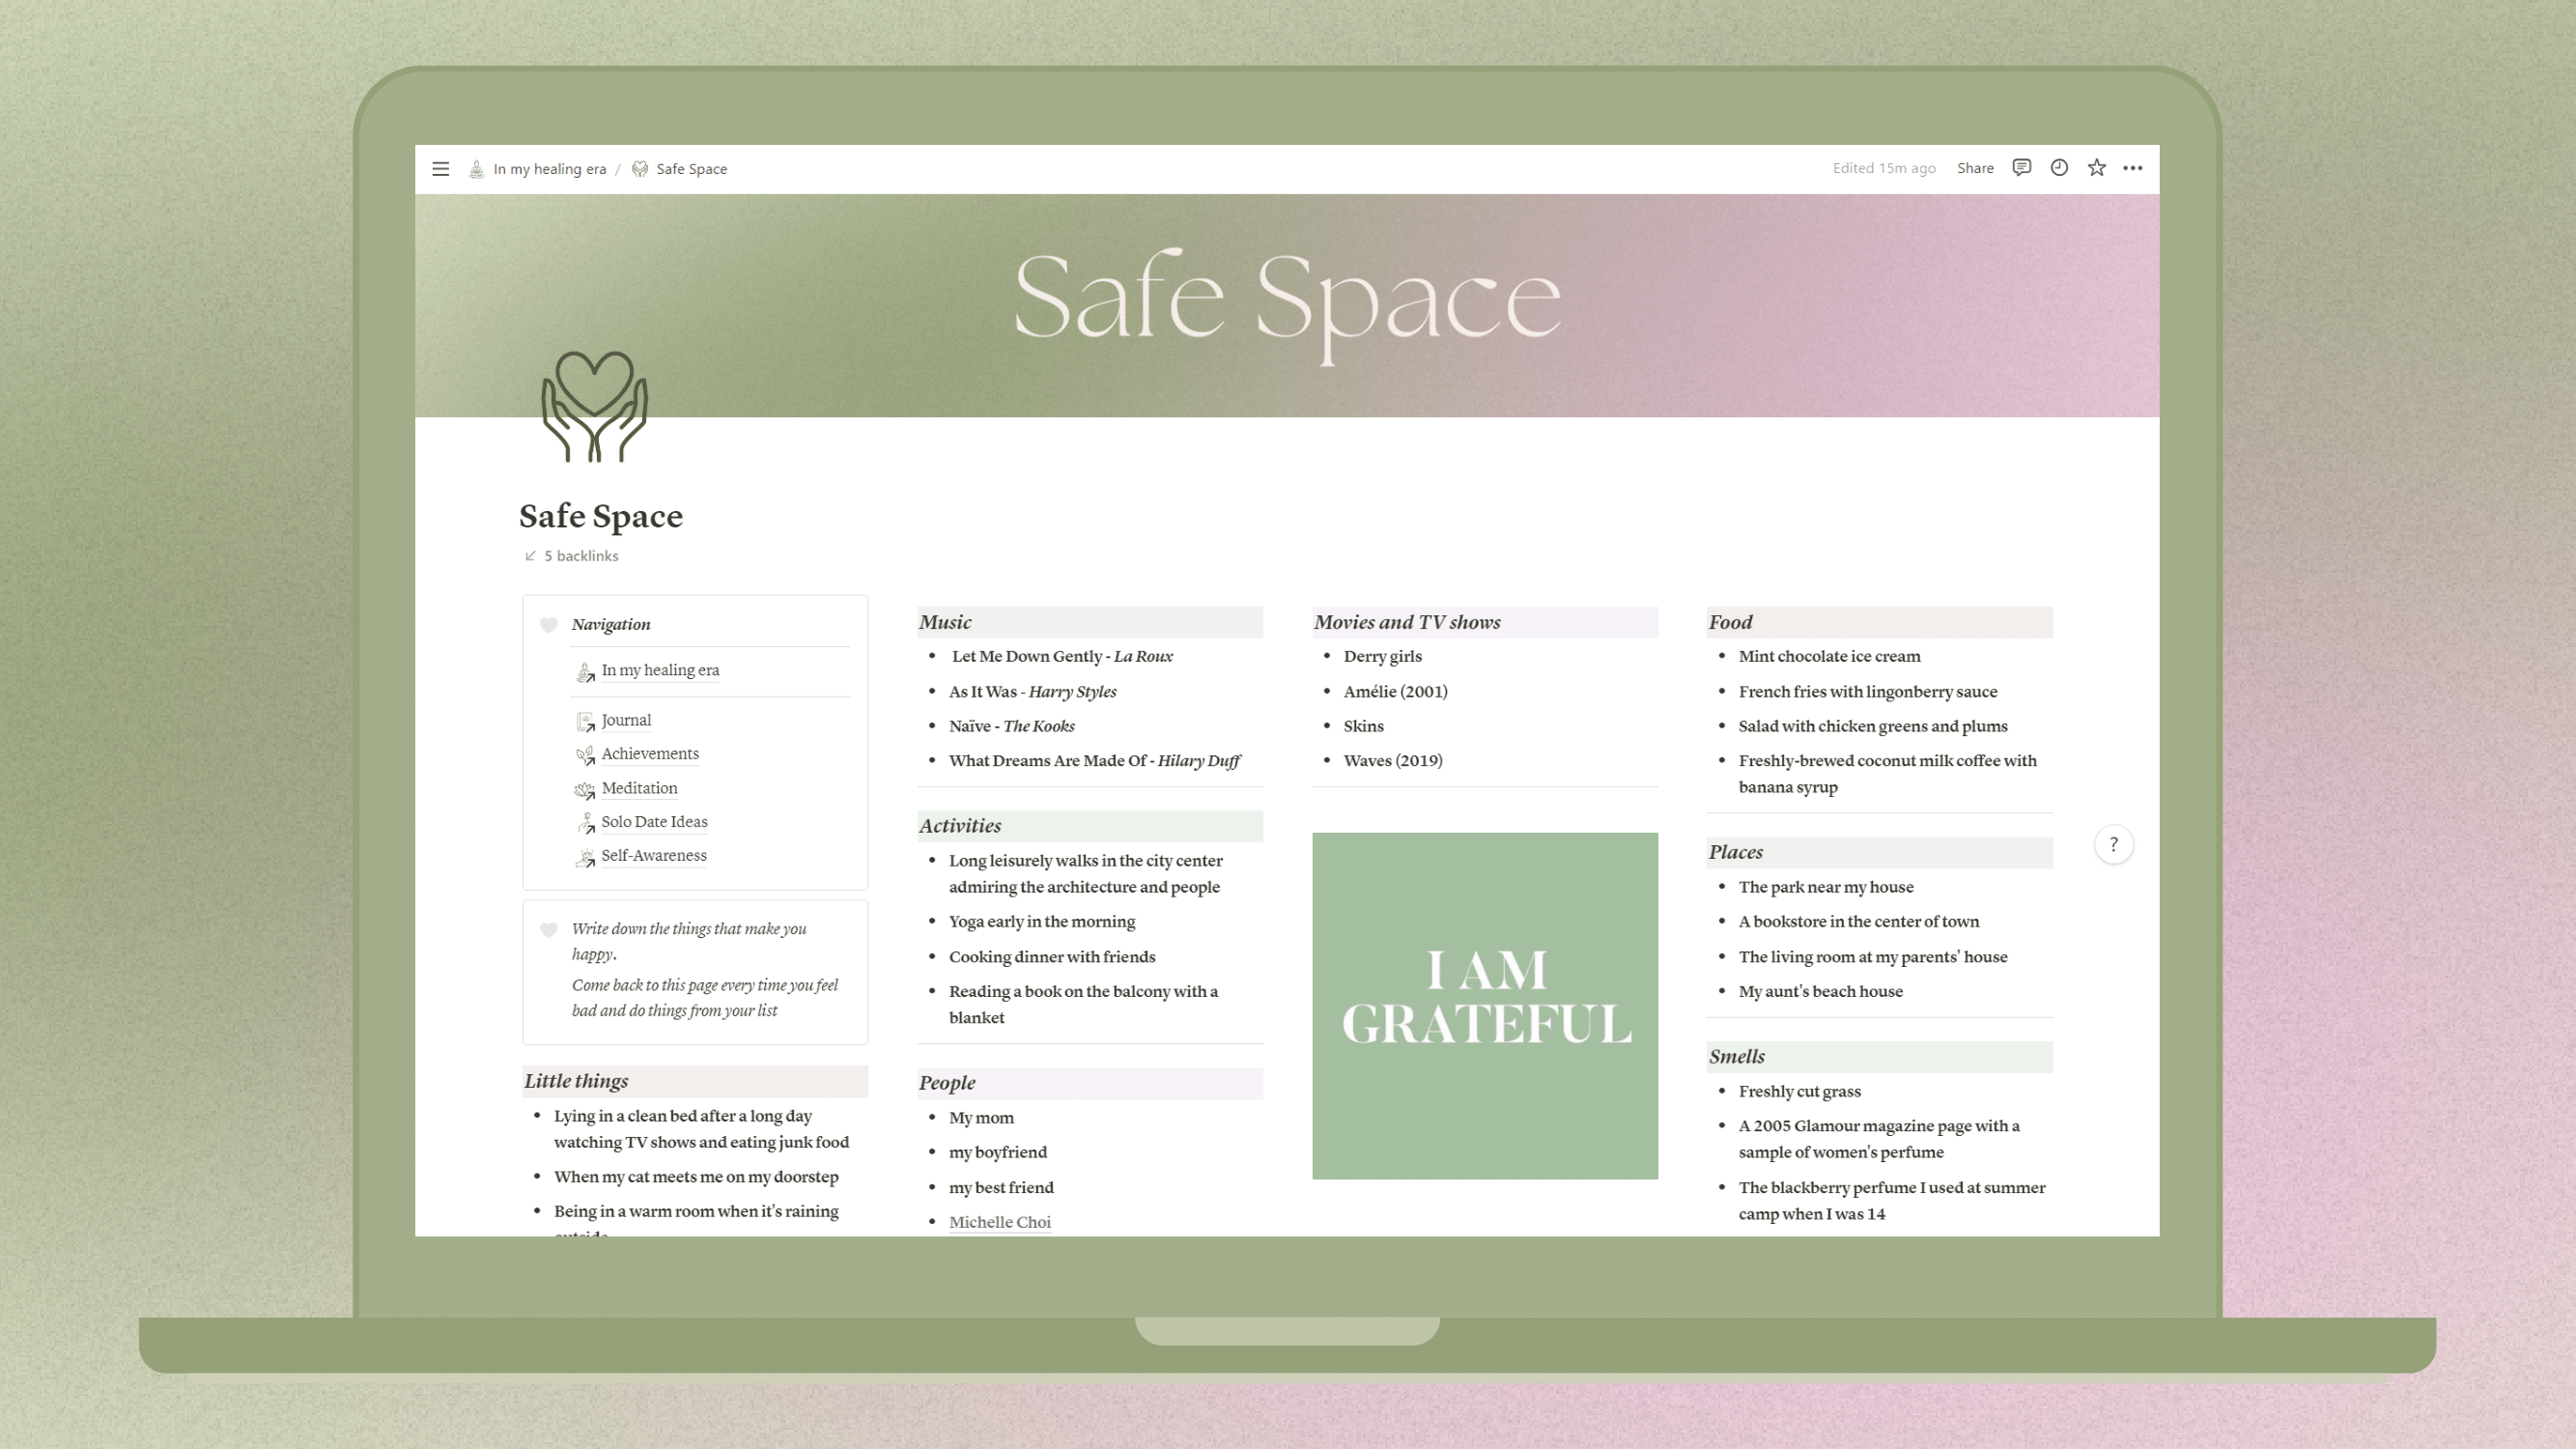 In my healing era / Safe Space
Edited 15m ago Share
Safe Space
Safe Space
5 backlinks
Navigation
In my healing era
Journal
Achievements
Meditation
Solo Date Ideas
Self-Awareness
Write down the things that make you
happy.
Come back to this page every time you feel
bad and do things from your list
Little things
• Lying in a clean bed after a long day
watching TV shows and eating junk food
• When my cat meets me on my doorstep
• Being in a warm room when it's raining
Music
• Let Me Down Gently - La Roux
• As It Was - Harry Styles
• Naïve - The Kooks
• What Dreams Are Made Of - Hilary Duff
Activities
• Long leisurely walks in the city center
admiring the architecture and people
• Yoga early in the morning
• Cooking dinner with friends
• Reading a book on the balcony with a
blanket
People
• My mom
• my boyfriend
• my best friend
• Michelle Choi
Movies and TV shows
• Derry girls
• Amélie (2001)
• Skins
• Waves (2019)
I AM
GRATEFUL
Food
• Mint chocolate ice cream
• French fries with lingonberry sauce
• Salad with chicken greens and plums
• Freshly-brewed coconut milk coffee with
banana syrup
Places
• The park near my house
• A bookstore in the center of town
• The living room at my parents' house
• My aunt's beach house
Smells
• Freshly cut grass
• A 2005 Glamour magazine page with a
sample of women's perfume
• The blackberry perfume I used at summer
camp when I was 14
?